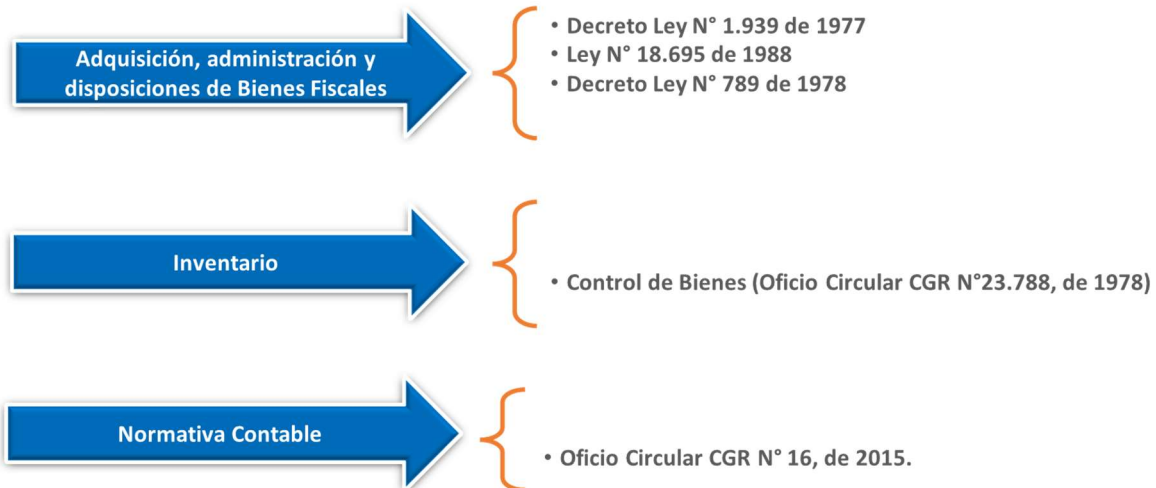 Adquisición, administración y
disposiciones de Bienes Fiscales
• Decreto Ley N° 1.939 de 1977
• Ley N° 18.695 de 1988
• Decreto Ley N° 789 de 1978
Inventario
• Control de Bienes (Oficio Circular CGR N°23.788, de 1978)
Normativa Contable
• Oficio Circular CGR N° 16, de 2015.